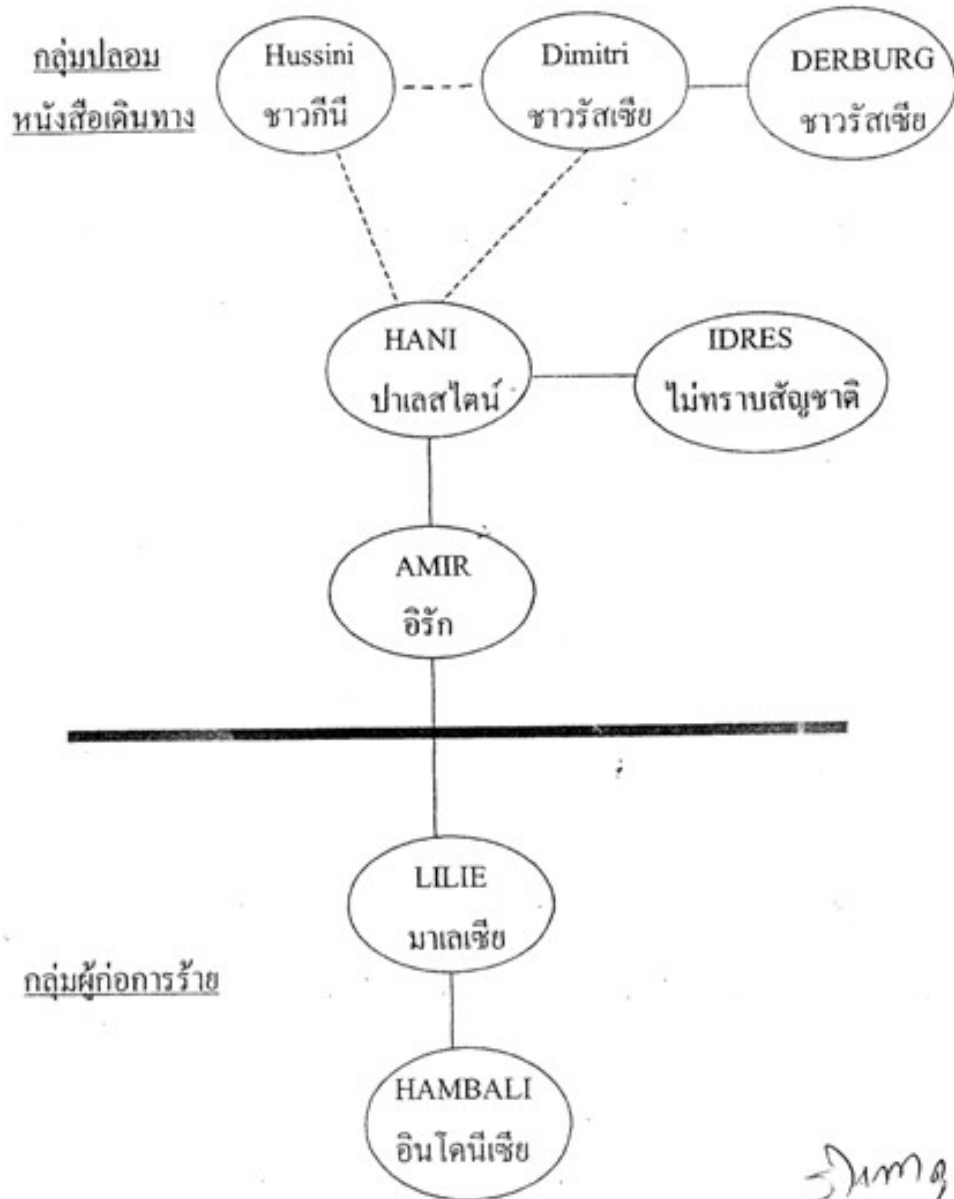 กลุ่มปลอม
หนังสือเดินทาง
Hussini
ชาวกีนี
Dimitri
ชาวรัสเซีย
DERBURG
ชาวรัสเซีย
HANI
ปาเลสไตน์
IDRES
ไม่ทราบสัญชาติ
AMIR
อิรัก
LILIE
มาเลเซีย
กลุ่มผู้ก่อการร้าย
HAMBALI
อินโดนีเซีย